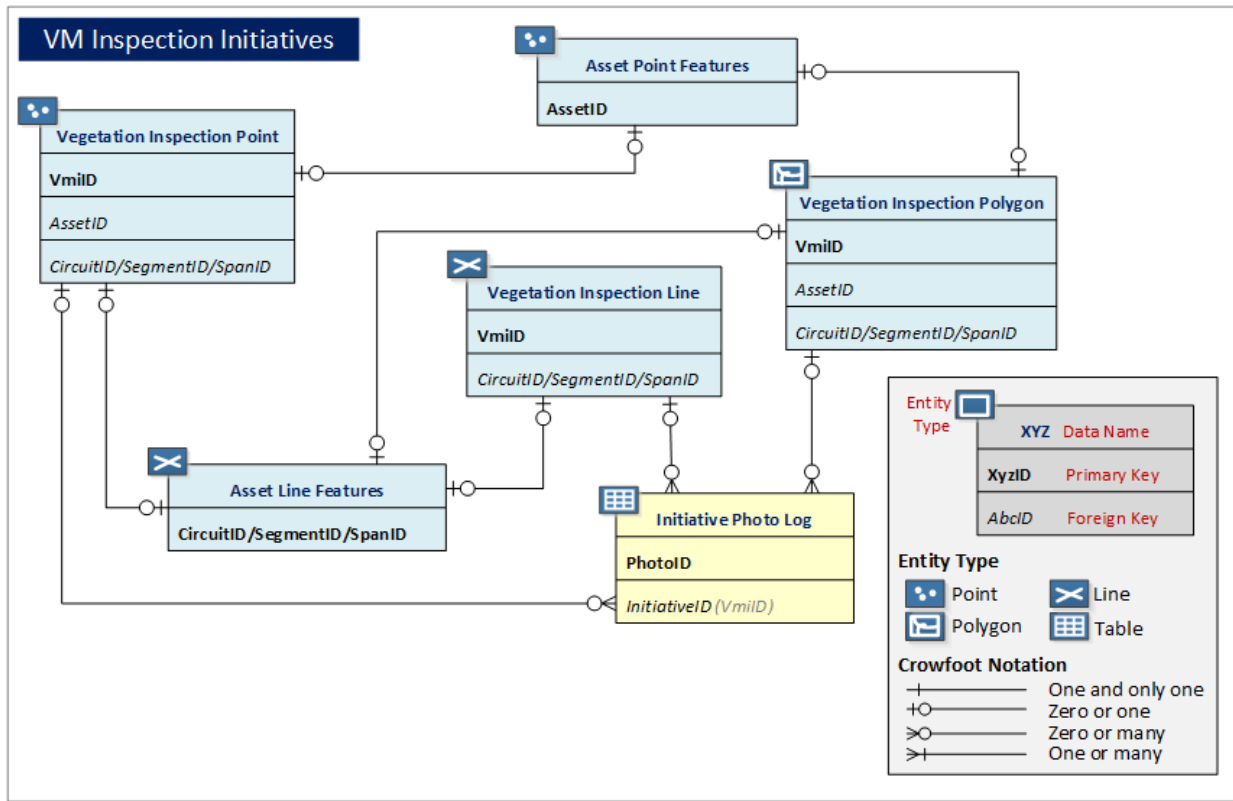 VM Inspection Initiatives
Asset Point Features
AssetID
Vegetation Inspection Point
VmiID
AssetID
CircuitID/SegmentID/SpanID
Vegetation Inspection Polygon
VmiID
AssetID
CircuitID/SegmentID/SpanID
Vegetation Inspection Line
VmiID
CircuitID/SegmentID/SpanID
Asset Line Features
CircuitID/SegmentID/SpanID
Initiative Photo Log
PhotoID
InitiativeID (VmiID)
Entity
Type
XYZ Data Name
XyzID Primary Key
AbcID Foreign Key
Entity Type
Point Line
Polygon Table
Crowfoot Notation
One and only one
Zero or one
Zero or many
One or many